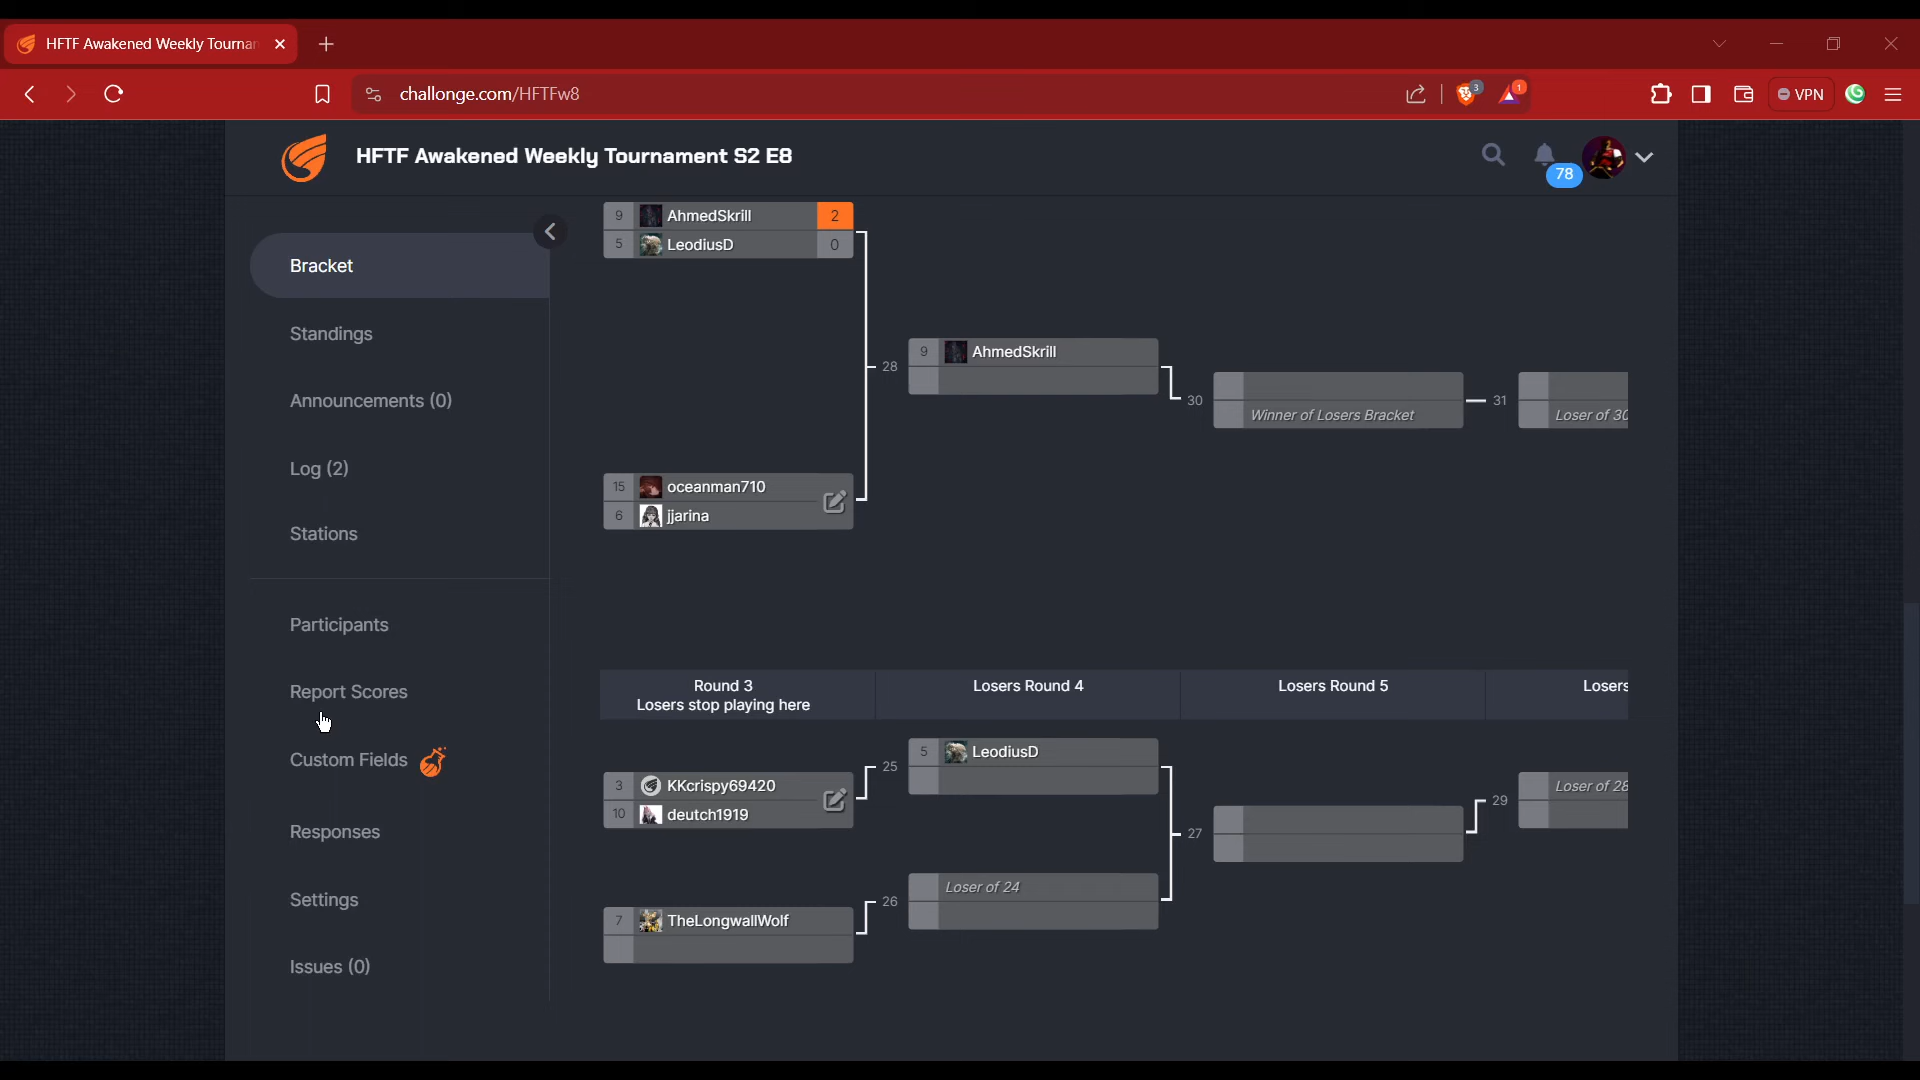 HFTF Awakened Weekly Tournan
challonge.com/HFTFw8
3
1
VPN
HFTF Awakened Weekly Tournament S2 E8
78
Bracket
Standings
Announcements (0)
Log (2)
Stations
Participants
Report Scores
Custom Fields
Responses
Settings
Issues (0)
9 AhmedSkrill 2
5 LeodiusD 0
28
9 AhmedSkrill
30
Winner of Losers Bracket
31
Loser of 30
15 oceanman710
6 jjarina
Round 3
Losers stop playing here
Losers Round 4
Losers Round 5
Losers
3 KKcrispy69420
10 deutch1919
25
5 LeodiusD
27
29
Loser of 28
7 TheLongwallWolf
26
Loser of 24